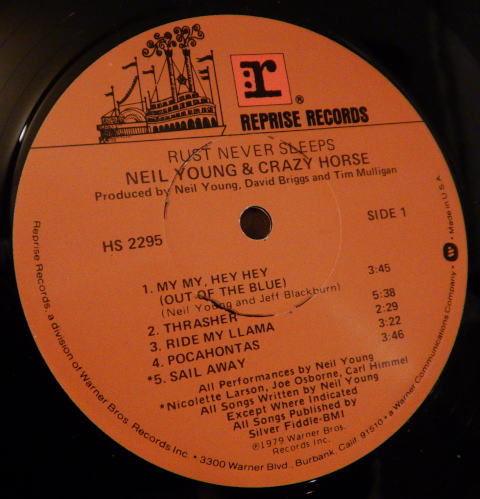 r ®
REPRISE RECORDS
RUST NEVER SLEEPS
NEIL YOUNG & CRAZY HORSE
Produced by Neil Young, David Briggs and Tim Mulligan
HS 2295
SIDE 1
1. MY MY, HEY HEY 3:45
(OUT OF THE BLUE)
(Neil Young and Jeff Blackburn)
2. THRASHER 5:38
3. RIDE MY LLAMA 2:29
4. POCAHONTAS 3:22
*5. SAIL AWAY 3:46
All Performances by Neil Young
*Nicolette Larson, Joe Osborne, Carl Himmel
All Songs Written by Neil Young
Except Where Indicated
All Songs Published by
Silver Fiddle-BMI
℗1979 Warner Bros.
Records Inc.
Reprise Records, a division of Warner Bros. Records Inc. • 3300 Warner Blvd., Burbank, Calif. 91510 • a Warner Communications Company • W • Made in U.S.A.